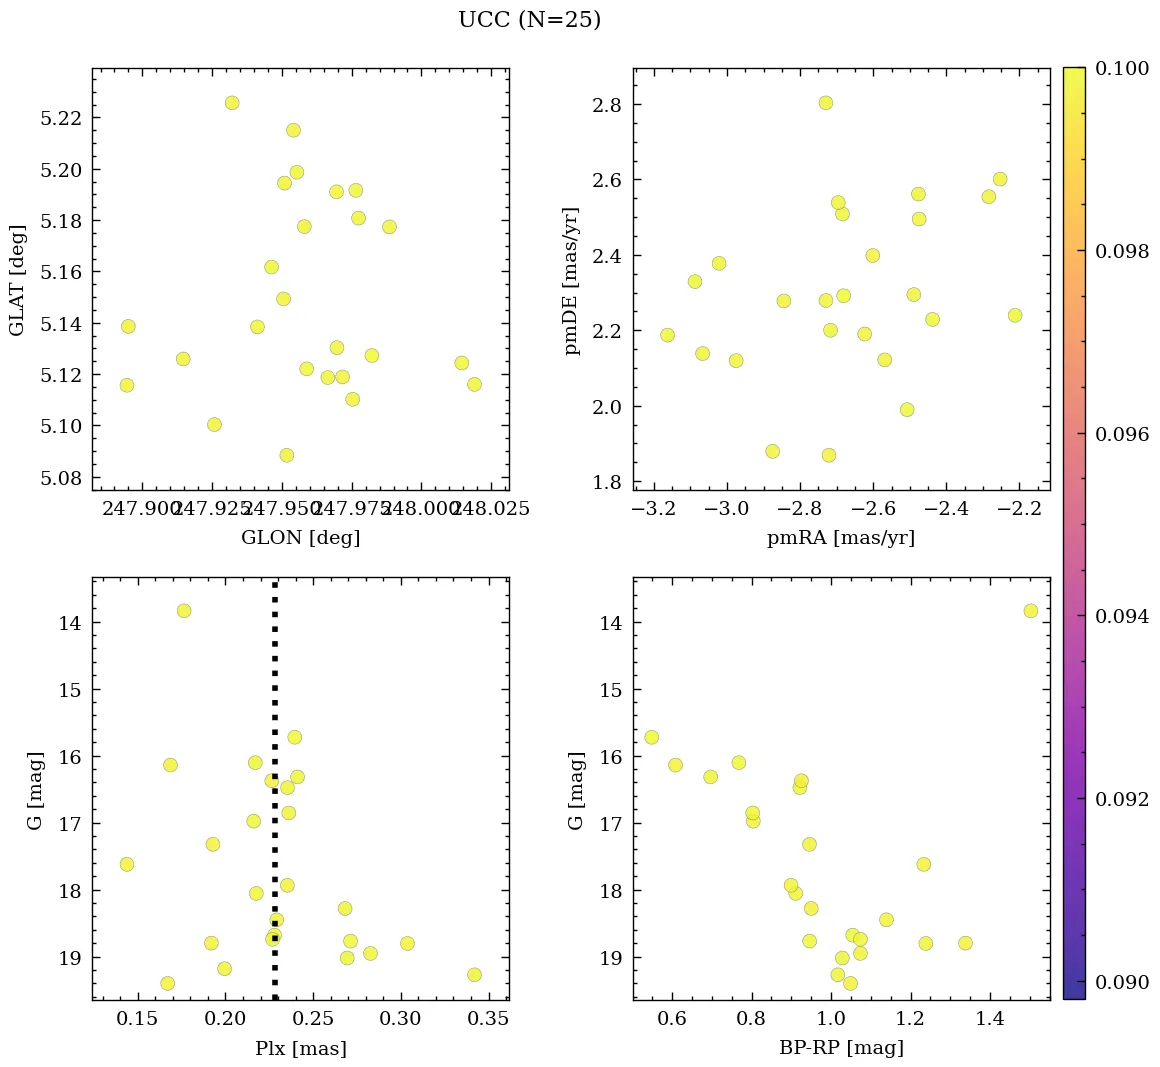 UCC (N=25)
5.22
5.20
5.18
5.16
5.14
5.12
5.10
5.08
GLAT [deg]
247.900 247.925 247.950 247.975 248.000 248.025
GLON [deg]
2.8
2.6
2.4
2.2
2.0
1.8
pmDE [mas/yr]
−3.2 −3.0 −2.8 −2.6 −2.4 −2.2
pmRA [mas/yr]
14
15
16
17
18
19
G [mag]
0.15 0.20 0.25 0.30 0.35
Plx [mas]
14
15
16
17
18
19
G [mag]
0.6 0.8 1.0 1.2 1.4
BP-RP [mag]
0.100
0.098
0.096
0.094
0.092
0.090